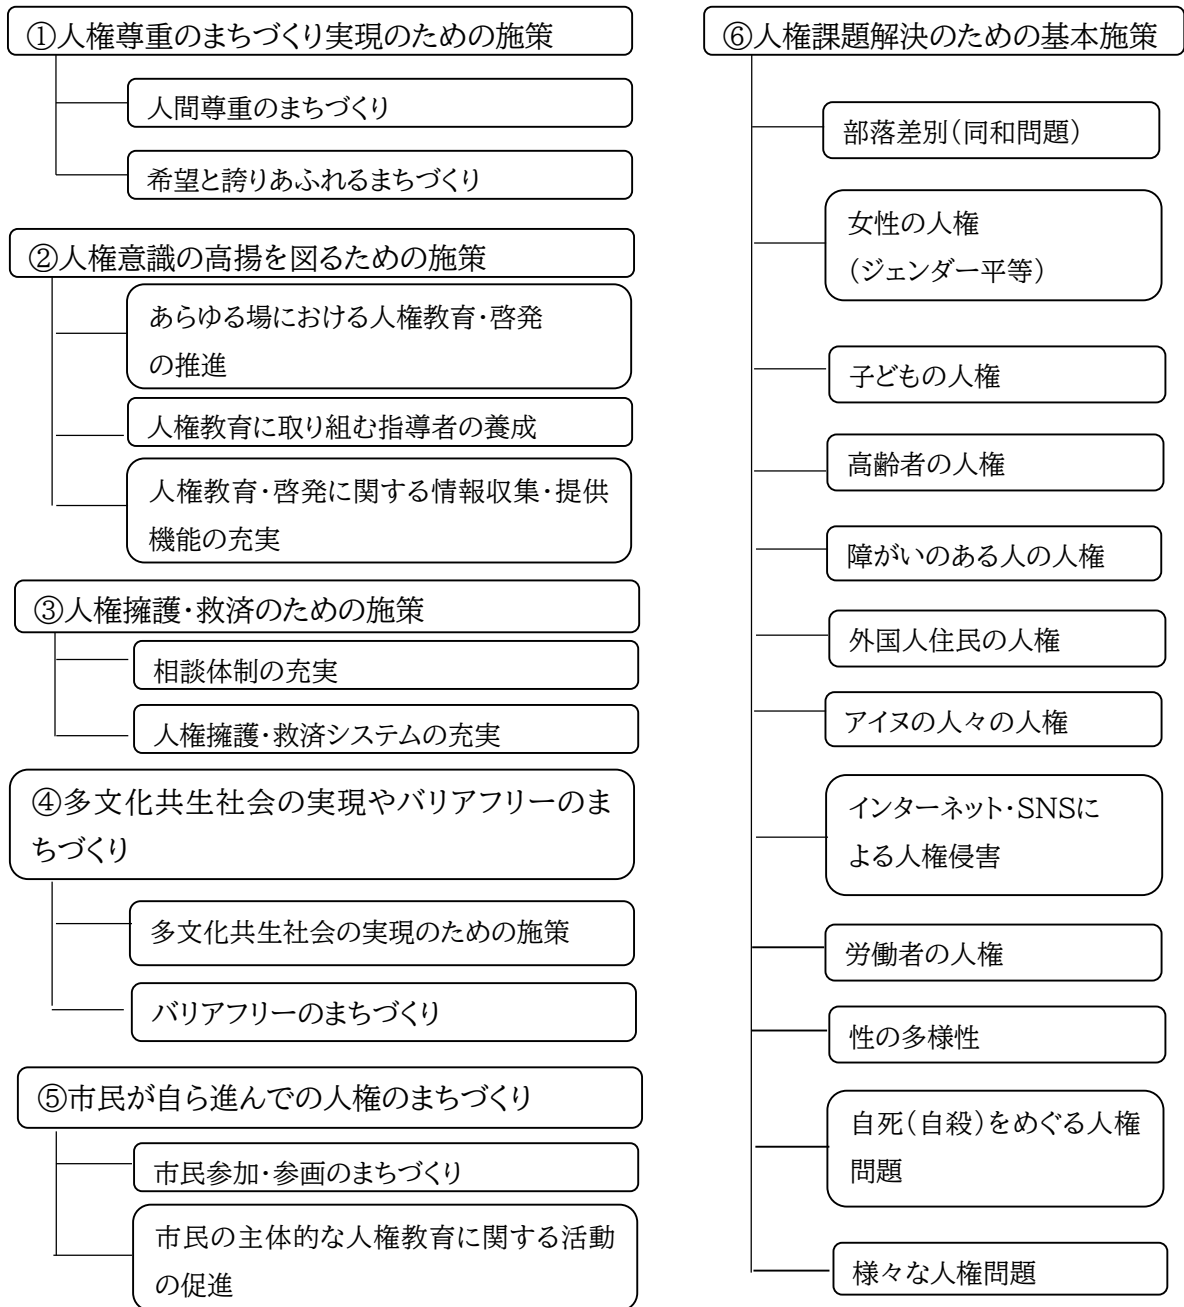 ①人権尊重のまちづくり実現のための施策
人間尊重のまちづくり
希望と誇りあふれるまちづくり
②人権意識の高揚を図るための施策
あらゆる場における人権教育・啓発
の推進
人権教育に取り組む指導者の養成
人権教育・啓発に関する情報収集・提供
機能の充実
③人権擁護・救済のための施策
相談体制の充実
人権擁護・救済システムの充実
④多文化共生社会の実現やバリアフリーのま
ちづくり
多文化共生社会の実現のための施策
バリアフリーのまちづくり
⑤市民が自ら進んでの人権のまちづくり
市民参加・参画のまちづくり
市民の主体的な人権教育に関する活動
の促進
⑥人権課題解決のための基本施策
部落差別(同和問題)
女性の人権
(ジェンダー平等)
子どもの人権
高齢者の人権
障がいのある人の人権
外国人住民の人権
アイヌの人々の人権
インターネット・SNSに
よる人権侵害
労働者の人権
性の多様性
自死(自殺)をめぐる人権
問題
様々な人権問題